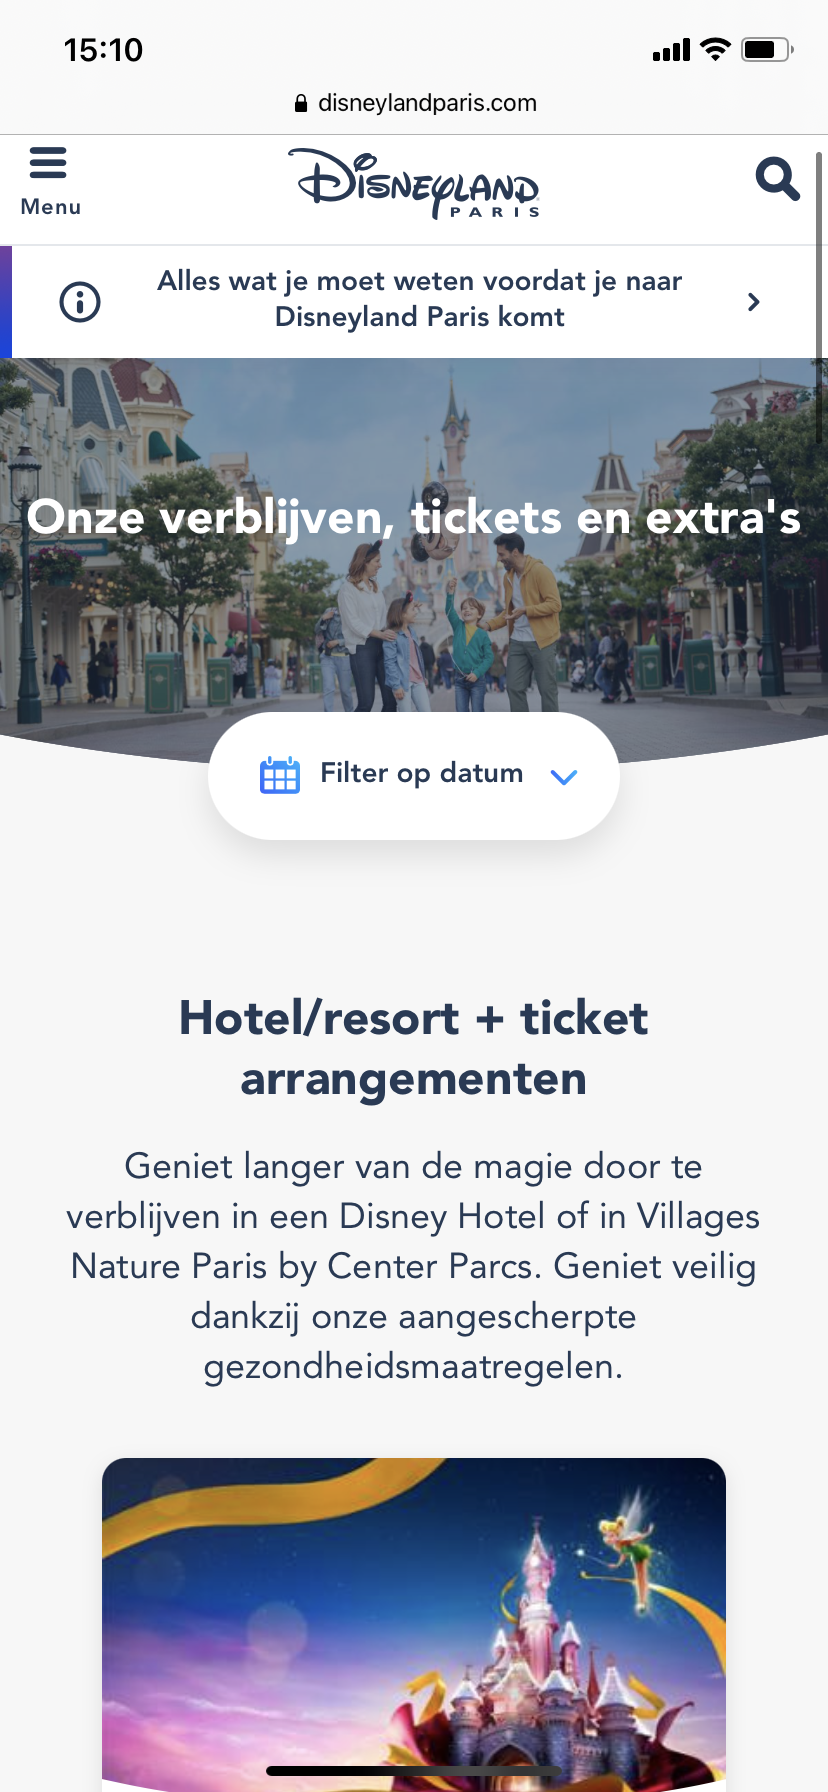 15:10
disneylandparis.com
Menu
Disneyland
PARIS
Alles wat je moet weten voordat je naar
Disneyland Paris komt
Onze verblijven, tickets en extra's
Filter op datum
Hotel/resort + ticket
arrangementen
Geniet langer van de magie door te
verblijven in een Disney Hotel of in Villages
Nature Paris by Center Parcs. Geniet veilig
dankzij onze aangescherpte
gezondheidsmaatregelen.